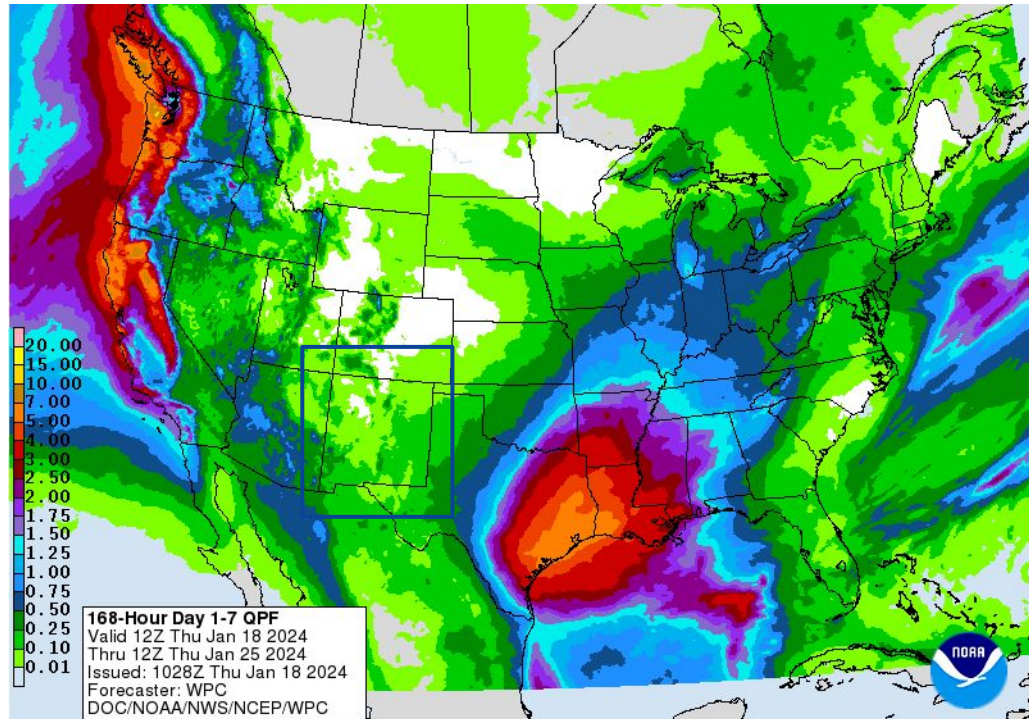 20.00
15.00
10.00
7.00
5.00
4.00
3.00
2.50
2.00
1.75
1.50
1.25
1.00
0.75
0.50
0.25
0.10
0.01
168-Hour Day 1-7 QPF
Valid 12Z Thu Jan 18 2024
Thru 12Z Thu Jan 25 2024
Issued: 1028Z Thu Jan 18 2024
Forecaster: WPC
DOC/NOAA/NWS/NCEP/WPC
NOAA